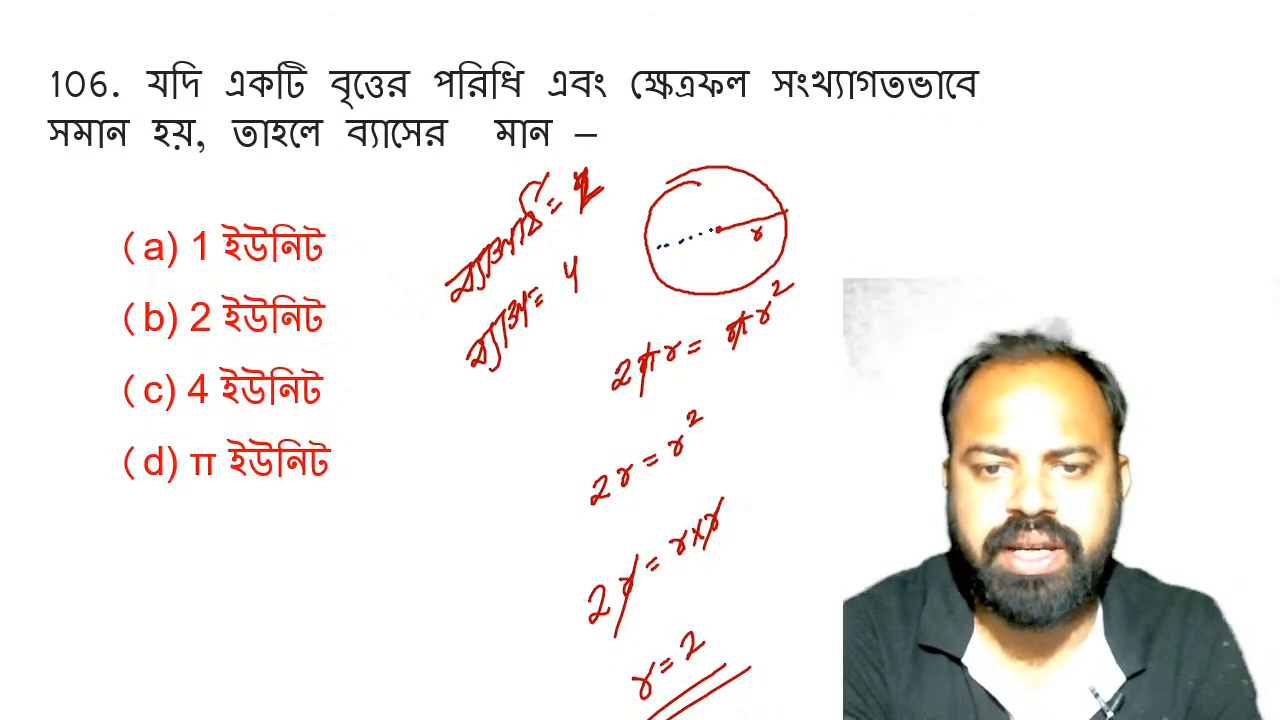 106. যদি একটি বৃত্তের পরিধি এবং ক্ষেত্রফল সংখ্যাগতভাবে
সমান হয়, তাহলে ব্যাসের মান –
(a) 1 ইউনিট
(b) 2 ইউনিট
(c) 4 ইউনিট
(d) π ইউনিট
ব্যাসার্ধ = 2
ব্যাস = 4
r
2πr = πr²
2r = r²
2r = r×r
r = 2